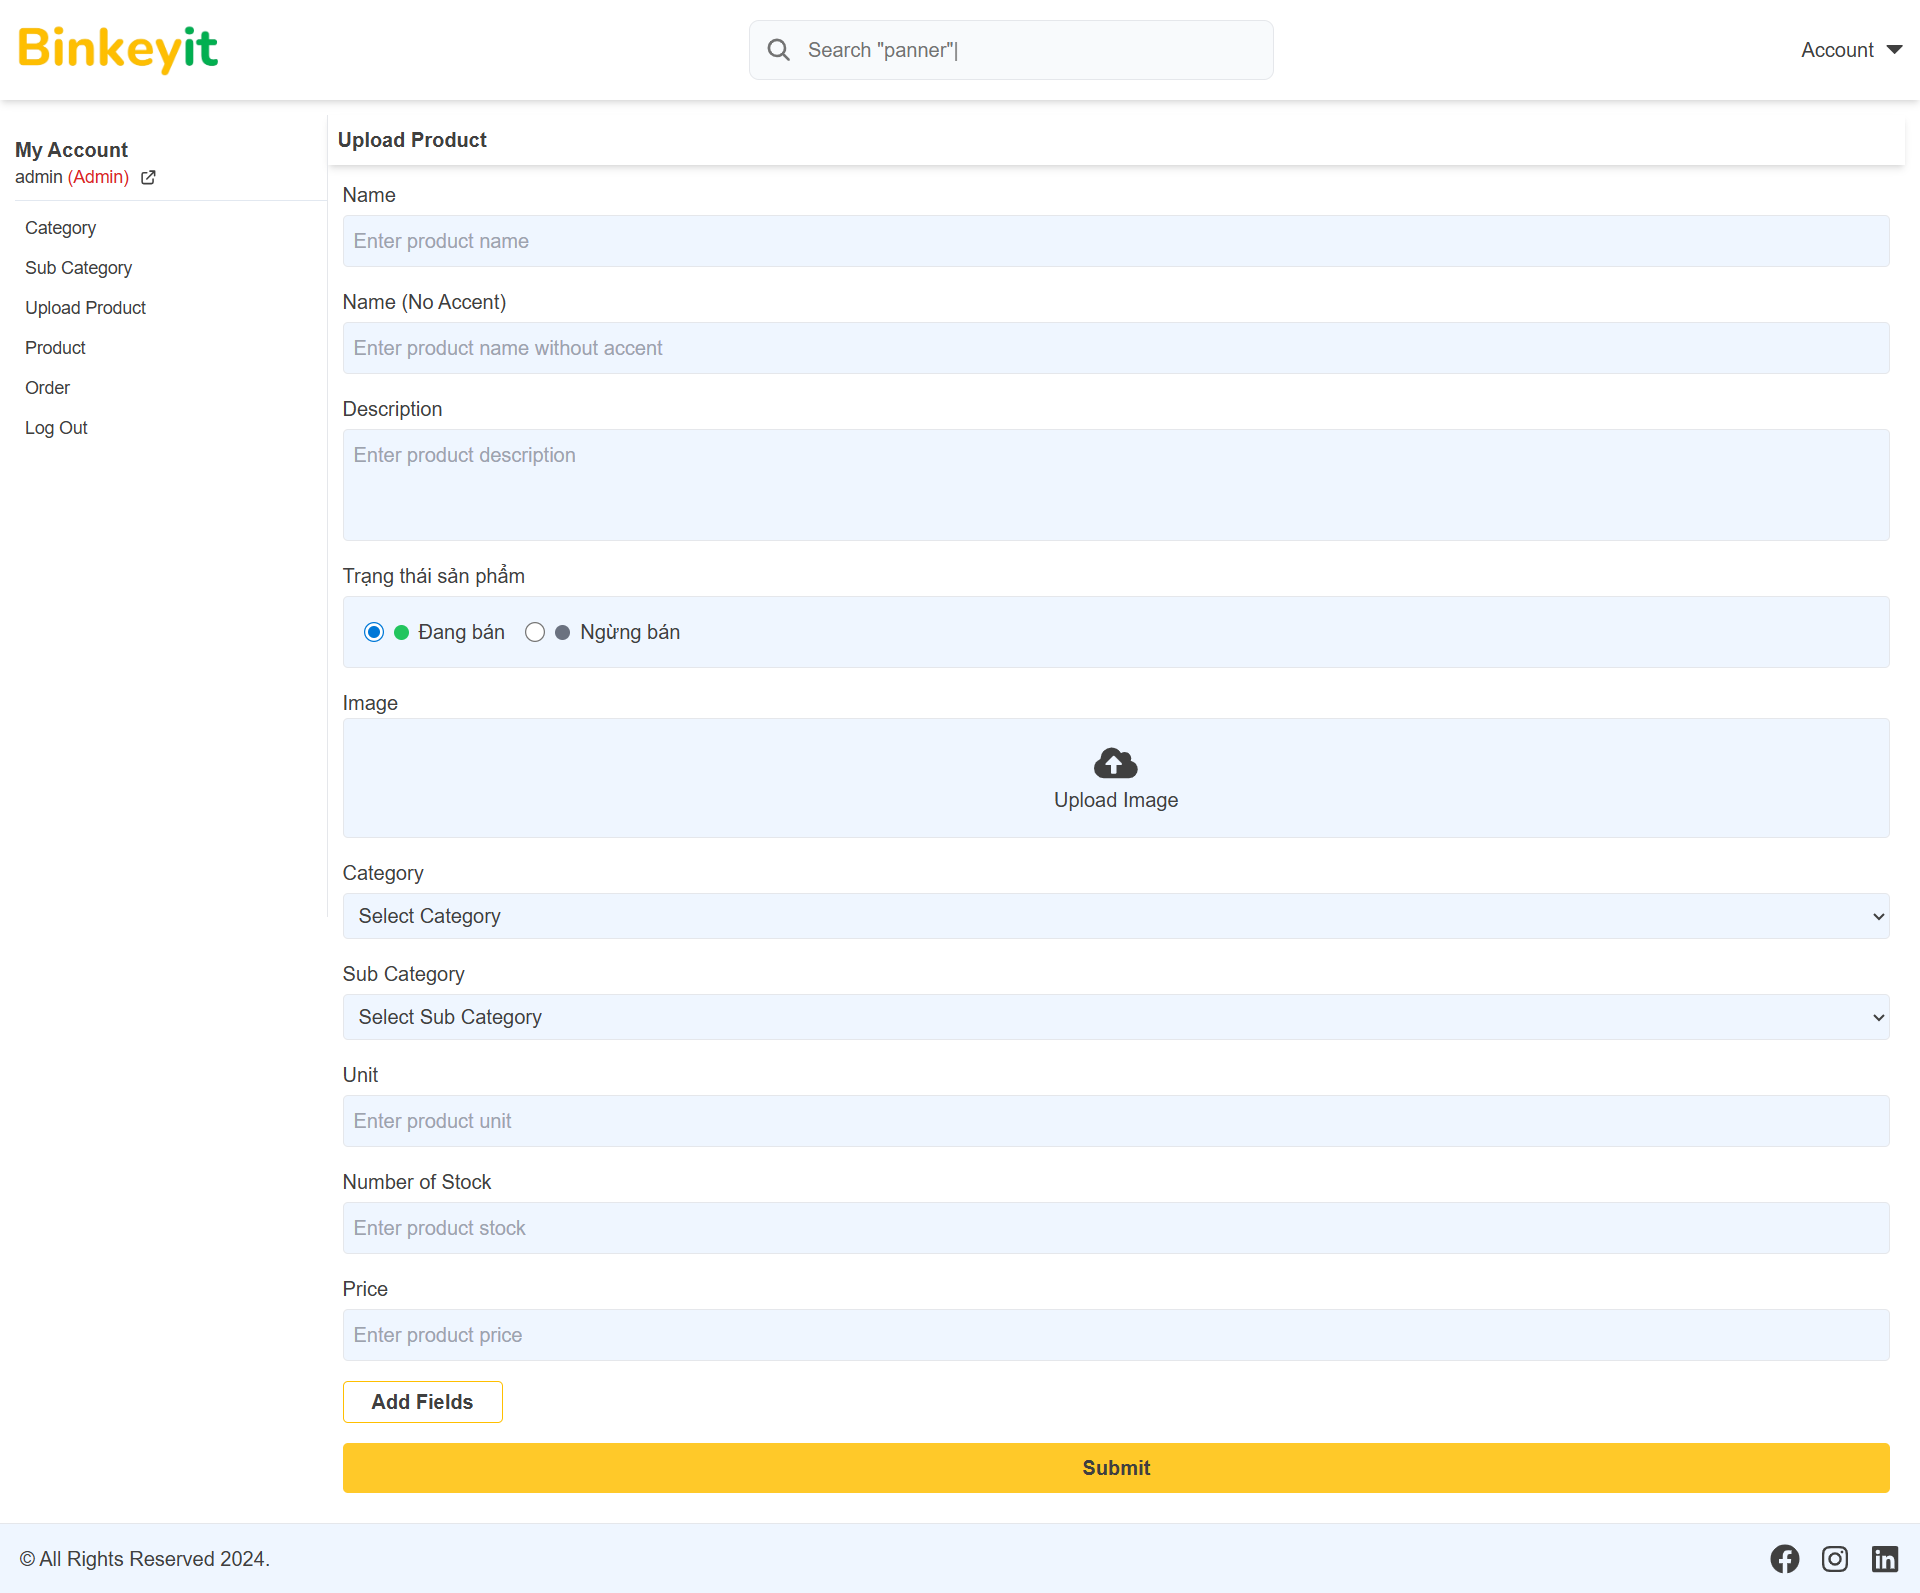 Binkeyit
Search "panner"|
Account
My Account
admin (Admin)
Category
Sub Category
Upload Product
Product
Order
Log Out
Upload Product
Name
Enter product name
Name (No Accent)
Enter product name without accent
Description
Enter product description
Trạng thái sản phẩm
Đang bán
Ngừng bán
Image
Upload Image
Category
Select Category
Sub Category
Select Sub Category
Unit
Enter product unit
Number of Stock
Enter product stock
Price
Enter product price
Add Fields
Submit
© All Rights Reserved 2024.